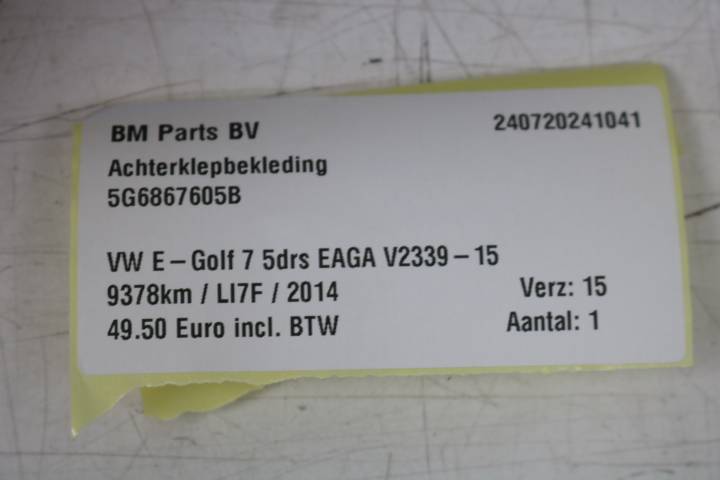 BM Parts BV 240720241041
Achterklepbekleding
5G6867605B
VW E-Golf 7 5drs EAGA V2339-15
9378km / LI7F / 2014 Verz: 15
49.50 Euro incl. BTW Aantal: 1